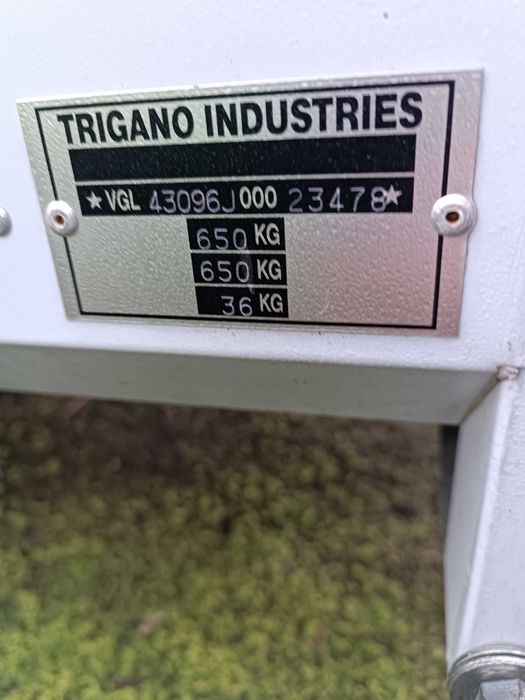 TRIGANO INDUSTRIES
★ VGL 43096J000 23478★
650 KG
650 KG
36 KG